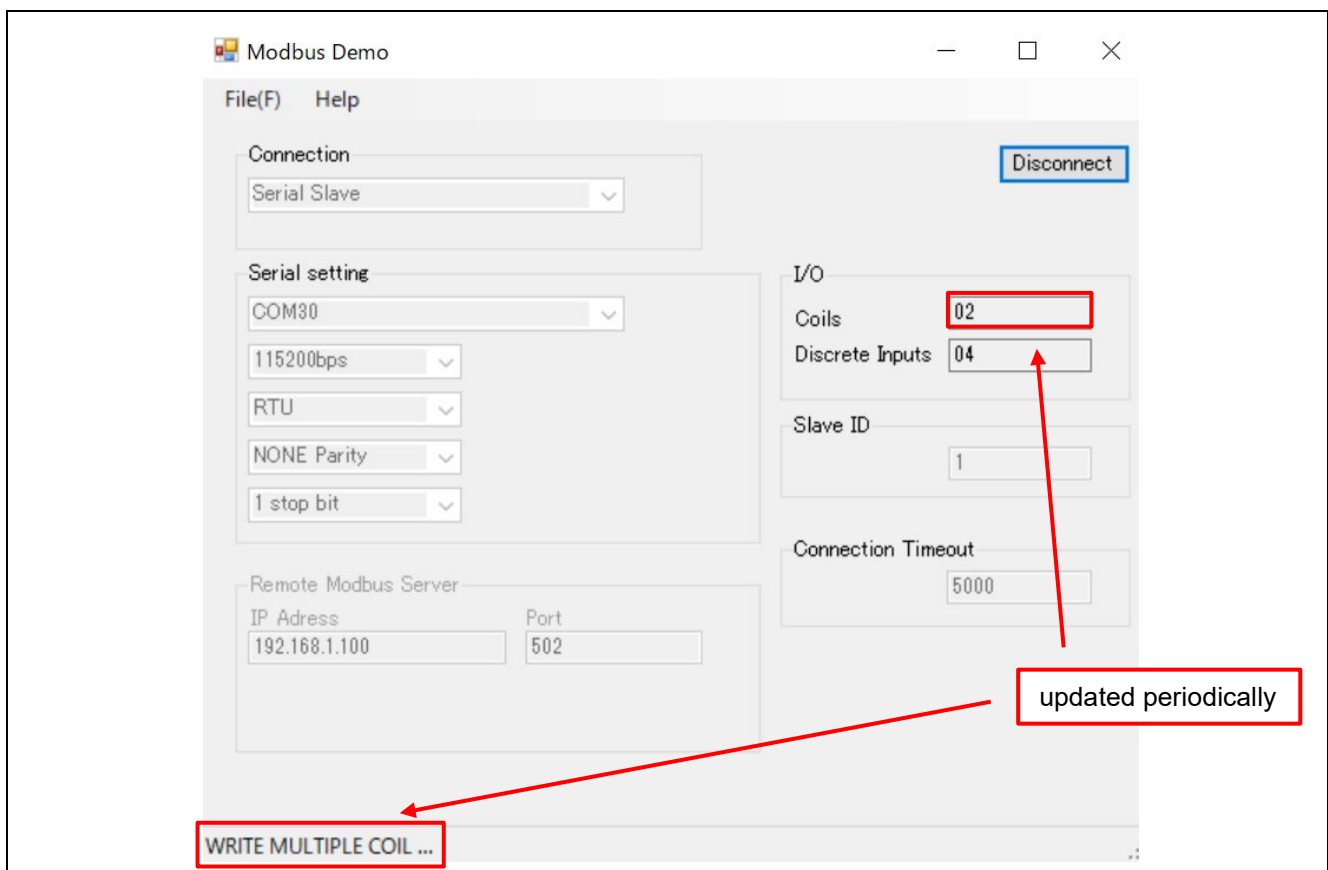 Modbus Demo
File(F) Help
Connection
Serial Slave
Disconnect
Serial setting
COM30
115200bps
RTU
NONE Parity
1 stop bit
I/O
Coils 02
Discrete Inputs 04
Slave ID
1
Connection Timeout
5000
Remote Modbus Server
IP Adress Port
192.168.1.100 502
updated periodically
WRITE MULTIPLE COIL ...